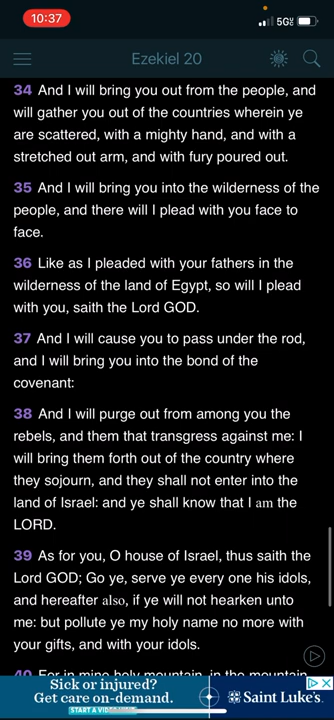 10:37
5G
Ezekiel 20
34 And I will bring you out from the people, and
will gather you out of the countries wherein ye
are scattered, with a mighty hand, and with a
stretched out arm, and with fury poured out.
35 And I will bring you into the wilderness of the
people, and there will I plead with you face to
face.
36 Like as I pleaded with your fathers in the
wilderness of the land of Egypt, so will I plead
with you, saith the Lord GOD.
37 And I will cause you to pass under the rod,
and I will bring you into the bond of the
covenant:
38 And I will purge out from among you the
rebels, and them that transgress against me: I
will bring them forth out of the country where
they sojourn, and they shall not enter into the
land of Israel: and ye shall know that I am the
LORD.
39 As for you, O house of Israel, thus saith the
Lord GOD; Go ye, serve ye every one his idols,
and hereafter also, if ye will not hearken unto
me: but pollute ye my holy name no more with
your gifts, and with your idols.
40 For in mine holy mountain, in the mountain
Sick or injured?
Get care on-demand.
Saint Luke's